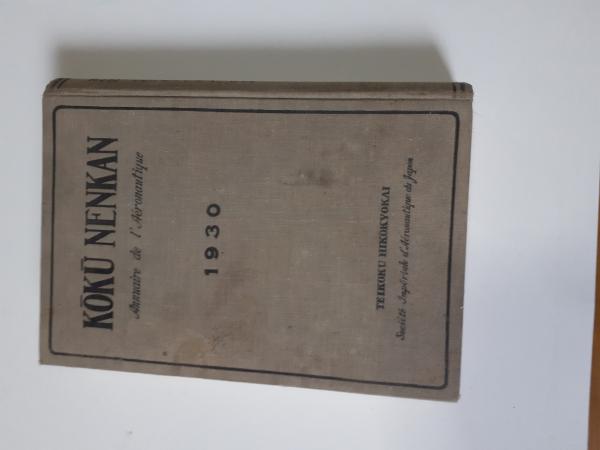 KŌKŪ NENKAN
Annuaire de l'Aéronautique
1930
TEIKOKU HIKOKYOKAI
Société Impériale d'Aéronautique du Japon